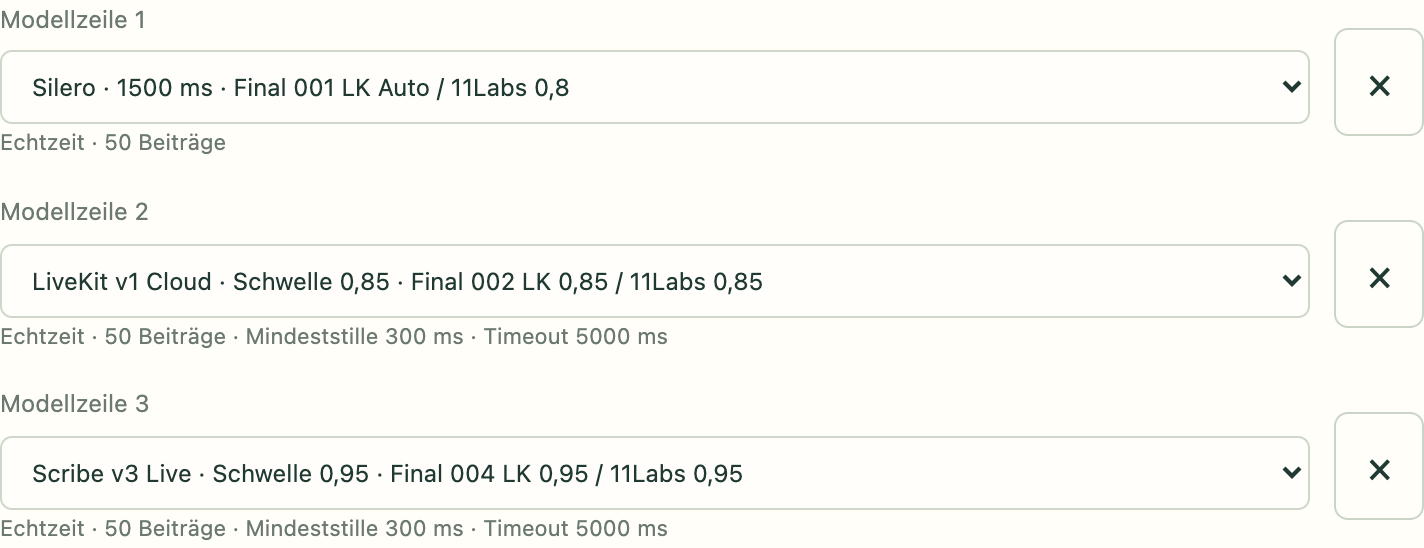 Modellzeile 1
Silero · 1500 ms · Final 001 LK Auto / 11Labs 0,8
Echtzeit · 50 Beiträge
Modellzeile 2
LiveKit v1 Cloud · Schwelle 0,85 · Final 002 LK 0,85 / 11Labs 0,85
Echtzeit · 50 Beiträge · Mindeststille 300 ms · Timeout 5000 ms
Modellzeile 3
Scribe v3 Live · Schwelle 0,95 · Final 004 LK 0,95 / 11Labs 0,95
Echtzeit · 50 Beiträge · Mindeststille 300 ms · Timeout 5000 ms